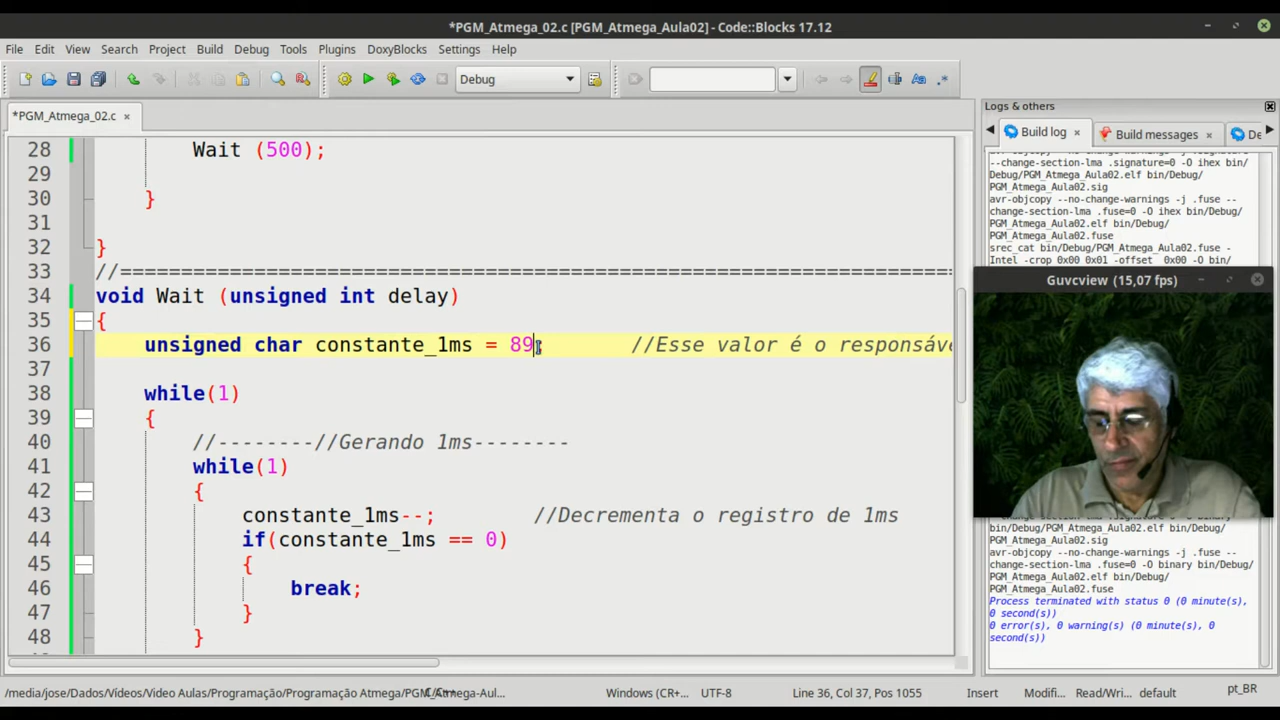 *PGM_Atmega_02.c [PGM_Atmega_Aula02] - Code::Blocks 17.12
File Edit View Search Project Build Debug Tools Plugins DoxyBlocks Settings Help
Debug
*PGM_Atmega_02.c
28 Wait (500);
29
30 }
31
32 }
33 //=====================================================================
34 void Wait (unsigned int delay)
35 {
36 unsigned char constante_1ms = 89; //Esse valor é o responsáve
37
38 while(1)
39 {
40 //--------//Gerando 1ms--------
41 while(1)
42 {
43 constante_1ms--; //Decrementa o registro de 1ms
44 if(constante_1ms == 0)
45 {
46 break;
47 }
48 }
Logs & others
Build log Build messages De
--change-section-lma .signature=0 -O ihex bin/
Debug/PGM_Atmega_Aula02.elf bin/Debug/
PGM_Atmega_Aula02.sig
avr-objcopy --no-change-warnings -j .fuse --
change-section-lma .fuse=0 -O ihex bin/Debug/
PGM_Atmega_Aula02.elf bin/Debug/
PGM_Atmega_Aula02.fuse
srec_cat bin/Debug/PGM_Atmega_Aula02.fuse -
Intel -crop 0x00 0x01 -offset 0x00 -O bin/
Guvcview (15,07 fps)
bin/Debug/PGM_Atmega_Aula02.elf bin/Debug/
PGM_Atmega_Aula02.sig
avr-objcopy --no-change-warnings -j .fuse --
change-section-lma .fuse=0 -O binary bin/Debug/
PGM_Atmega_Aula02.elf bin/Debug/
PGM_Atmega_Aula02.fuse
Process terminated with status 0 (0 minute(s),
0 second(s))
0 error(s), 0 warning(s) (0 minute(s), 0
second(s))
/media/jose/Dados/Vídeos/Video Aulas/Programação/Programação Atmega/PGM_Atmega-Aul... Windows (CR+... UTF-8 Line 36, Col 37, Pos 1055 Insert Modifi... Read/Wri... default pt_BR